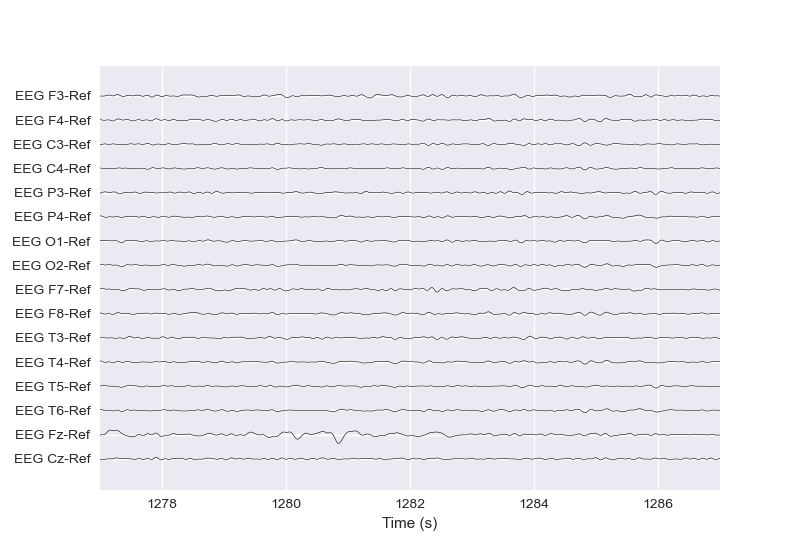 EEG F3-Ref
EEG F4-Ref
EEG C3-Ref
EEG C4-Ref
EEG P3-Ref
EEG P4-Ref
EEG O1-Ref
EEG O2-Ref
EEG F7-Ref
EEG F8-Ref
EEG T3-Ref
EEG T4-Ref
EEG T5-Ref
EEG T6-Ref
EEG Fz-Ref
EEG Cz-Ref
1278 1280 1282 1284 1286
Time (s)